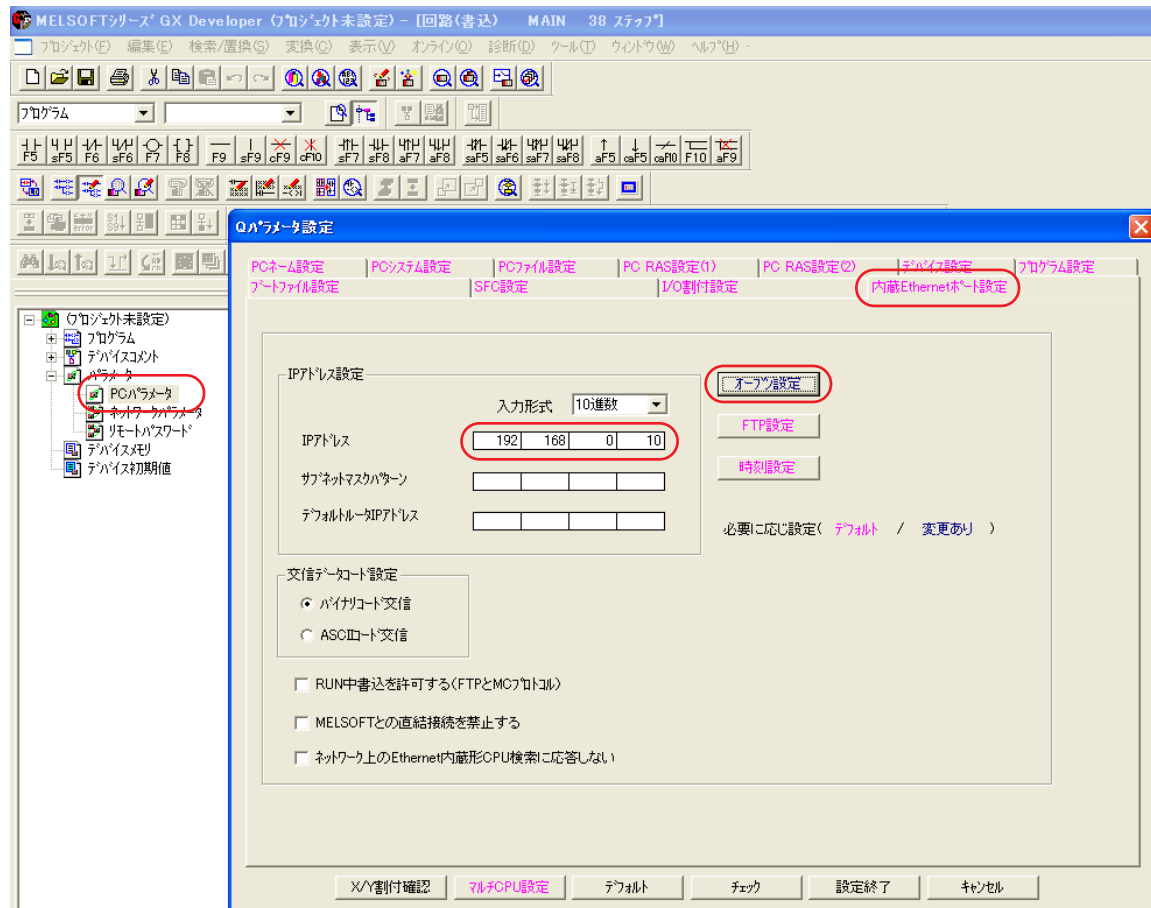 MELSOFTシリーズ GX Developer (プロジェクト未設定) - [回路(書込) MAIN 38 ステップ]
プロジェクト(F) 編集(E) 検索/置換(S) 変換(C) 表示(V) オンライン(O) 診断(D) ツール(T) ウィンドウ(W) ヘルプ(H)
プログラム
F5 sF5 F6 sF6 F7 F8 F9 sF9 cF9 cF10 sF7 sF8 aF7 aF8 saF5 saF6 saF7 saF8 aF5 caF5 caF10 F10 aF9
Qパラメータ設定
PCネーム設定 PCシステム設定 PCファイル設定 PC RAS設定(1) PC RAS設定(2) デバイス設定 プログラム設定
ブートファイル設定 SFC設定 I/O割付設定 内蔵Ethernetポート設定
(プロジェクト未設定)
プログラム
デバイスコメント
パラメータ
PCパラメータ
ネットワークパラメータ
リモートパスワード
デバイスメモリ
デバイス初期値
IPアドレス設定
入力形式 10進数
IPアドレス 192 168 0 10
サブネットマスクパターン
デフォルトルータIPアドレス
オープン設定
FTP設定
時刻設定
必要に応じ設定( デフォルト / 変更あり )
交信データコード設定
バイナリコード交信
ASCIIコード交信
RUN中書込を許可する(FTPとMCプロトコル)
MELSOFTとの直結接続を禁止する
ネットワーク上のEthernet内蔵形CPU検索に応答しない
X/Y割付確認 マルチCPU設定 デフォルト チェック 設定終了 キャンセル